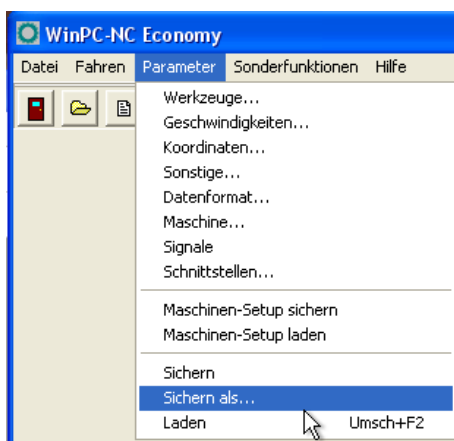 WinPC-NC Economy
Datei Fahren Parameter Sonderfunktionen Hilfe
Werkzeuge...
Geschwindigkeiten...
Koordinaten...
Sonstige...
Datenformat...
Maschine...
Signale
Schnittstellen...
Maschinen-Setup sichern
Maschinen-Setup laden
Sichern
Sichern als...
Laden Umsch+F2